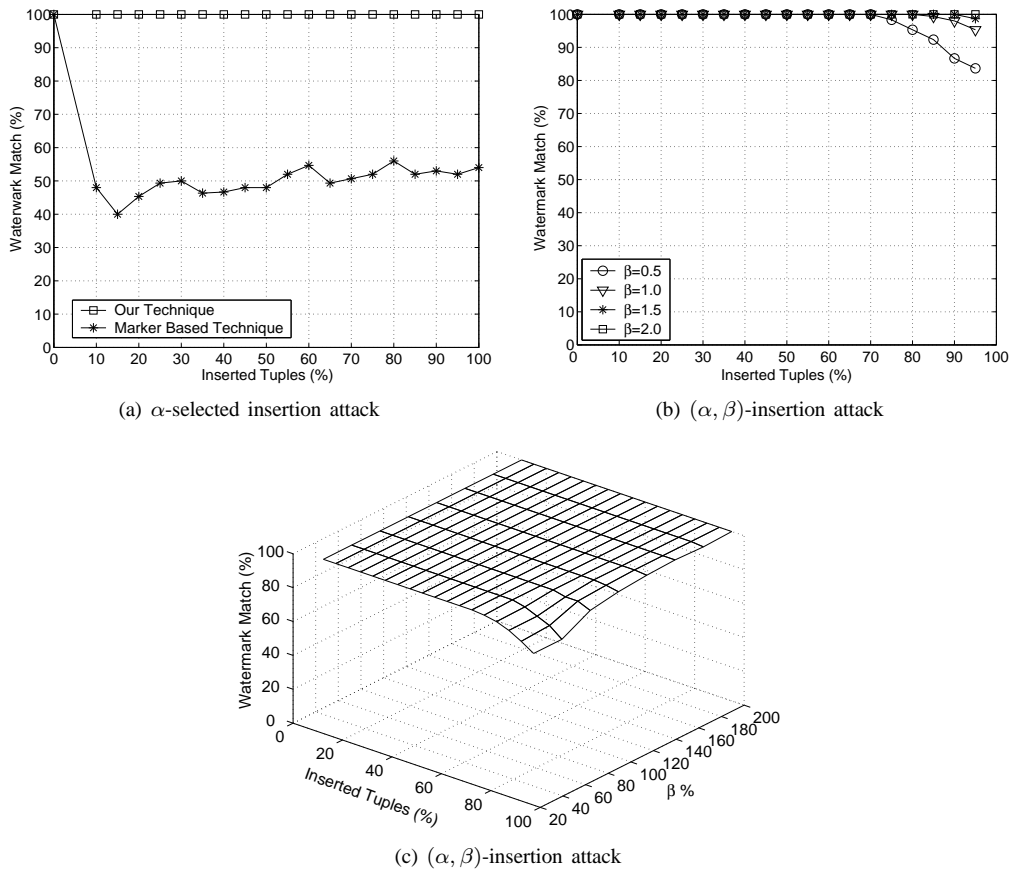 100
90
80
70
60
50
40
30
20
10
0
Waterwark Match (%)
Our Technique
Marker Based Technique
0 10 20 30 40 50 60 70 80 90 100
Inserted Tuples (%)
(a) α-selected insertion attack
100
90
80
70
60
50
40
30
20
10
0
Watermark Match (%)
β=0.5
β=1.0
β=1.5
β=2.0
0 10 20 30 40 50 60 70 80 90 100
Inserted Tuples (%)
(b) (α, β)-insertion attack
100
80
60
40
20
0
Watermark Match (%)
0 20 40 60 80 100
Inserted Tuples (%)
20 40 60 80 100 120 140 160 180 200
β %
(c) (α, β)-insertion attack